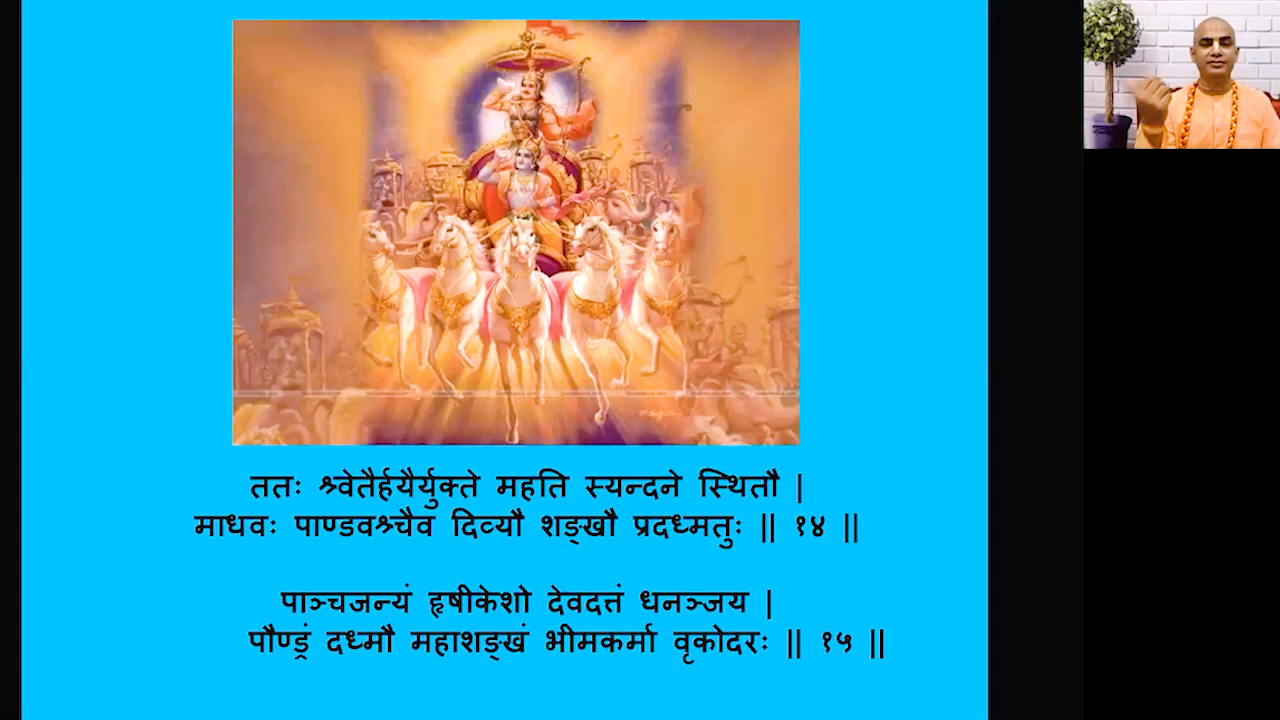 ततः श्वेतैर्हयैर्युक्ते महति स्यन्दने स्थितौ |
माधवः पाण्डवश्चैव दिव्यौ शङ्खौ प्रदध्मतुः || १४ ||
पाञ्चजन्यं हृषीकेशो देवदत्तं धनञ्जय |
पौण्ड्रं दध्मौ महाशङ्खं भीमकर्मा वृकोदरः || १५ ||